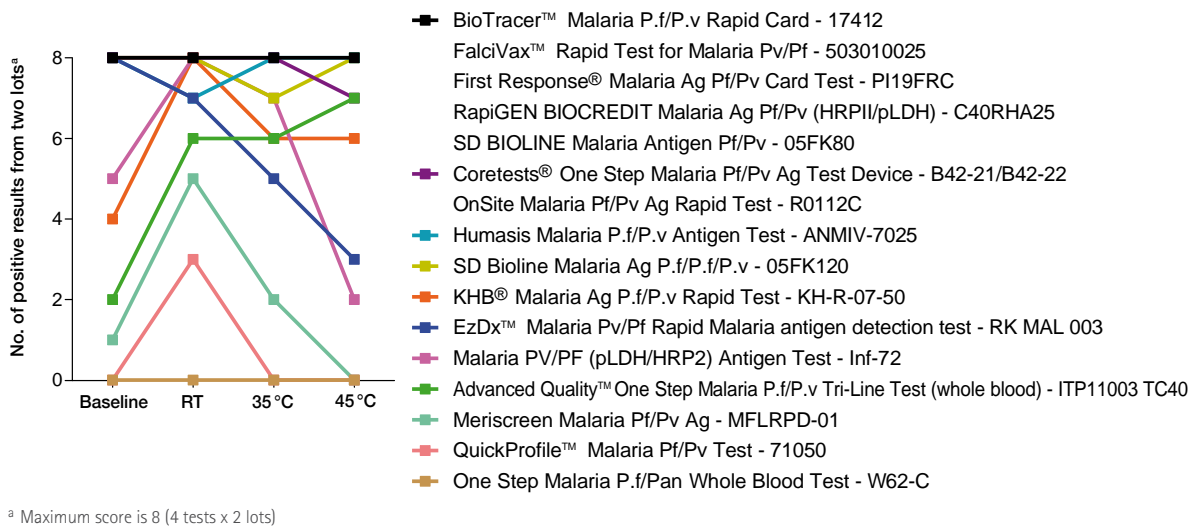 No. of positive results from two lotsª
8
6
4
2
0
Baseline RT 35 °C 45 °C
BioTracer™ Malaria P.f/P.v Rapid Card - 17412
FalciVax™ Rapid Test for Malaria Pv/Pf - 503010025
First Response® Malaria Ag Pf/Pv Card Test - PI19FRC
RapiGEN BIOCREDIT Malaria Ag Pf/Pv (HRPII/pLDH) - C40RHA25
SD BIOLINE Malaria Antigen Pf/Pv - 05FK80
Coretests® One Step Malaria Pf/Pv Ag Test Device - B42-21/B42-22
OnSite Malaria Pf/Pv Ag Rapid Test - R0112C
Humasis Malaria P.f/P.v Antigen Test - ANMIV-7025
SD Bioline Malaria Ag P.f/P.f/P.v - 05FK120
KHB® Malaria Ag P.f/P.v Rapid Test - KH-R-07-50
EzDx™ Malaria Pv/Pf Rapid Malaria antigen detection test - RK MAL 003
Malaria PV/PF (pLDH/HRP2) Antigen Test - Inf-72
Advanced Quality™ One Step Malaria P.f/P.v Tri-Line Test (whole blood) - ITP11003 TC40
Meriscreen Malaria Pf/Pv Ag - MFLRPD-01
QuickProfile™ Malaria Pf/Pv Test - 71050
One Step Malaria P.f/Pan Whole Blood Test - W62-C
ª Maximum score is 8 (4 tests x 2 lots)